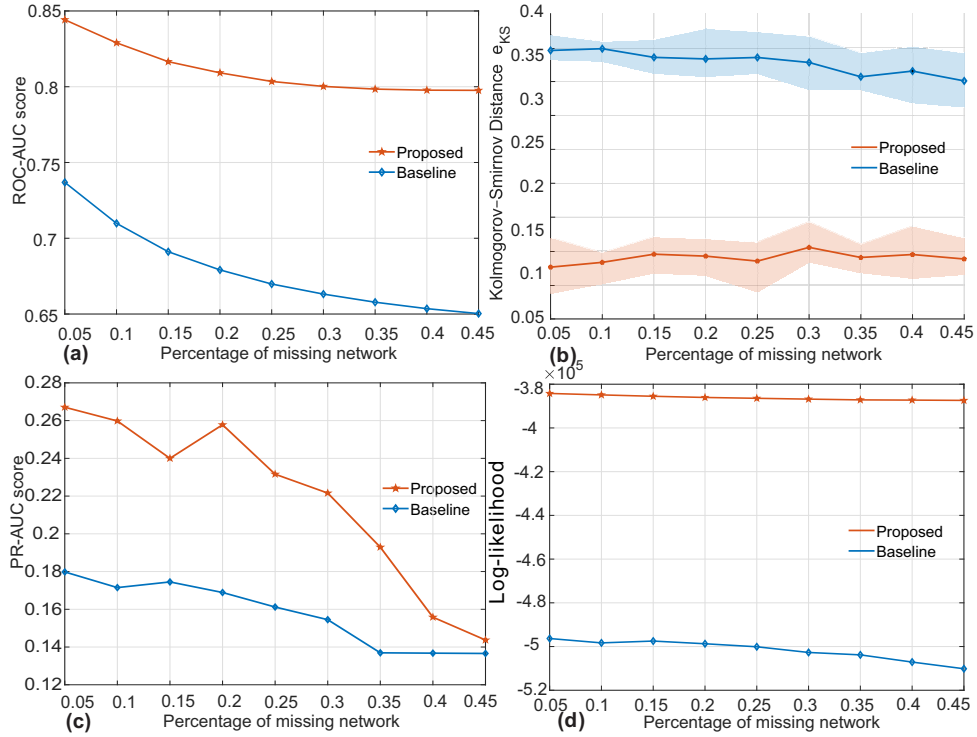 0.85
0.8
0.75
0.7
0.65
ROC-AUC score
Proposed
Baseline
0.05 0.1 0.15 0.2 0.25 0.3 0.35 0.4 0.45
(a) Percentage of missing network
0.4
0.35
0.3
0.25
0.2
0.15
0.1
0.05
Kolmogorov−Smirnov Distance eKS
Proposed
Baseline
0.05 0.1 0.15 0.2 0.25 0.3 0.35 0.4 0.45
(b) Percentage of missing network
0.28
0.26
0.24
0.22
0.2
0.18
0.16
0.14
0.12
PR-AUC score
Proposed
Baseline
0.05 0.1 0.15 0.2 0.25 0.3 0.35 0.4 0.45
(c) Percentage of missing network
×10⁵
-3.8
-4
-4.2
-4.4
-4.6
-4.8
-5
-5.2
Log-likelihood
Proposed
Baseline
0.05 0.1 0.15 0.2 0.25 0.3 0.35 0.4 0.45
(d) Percentage of missing network